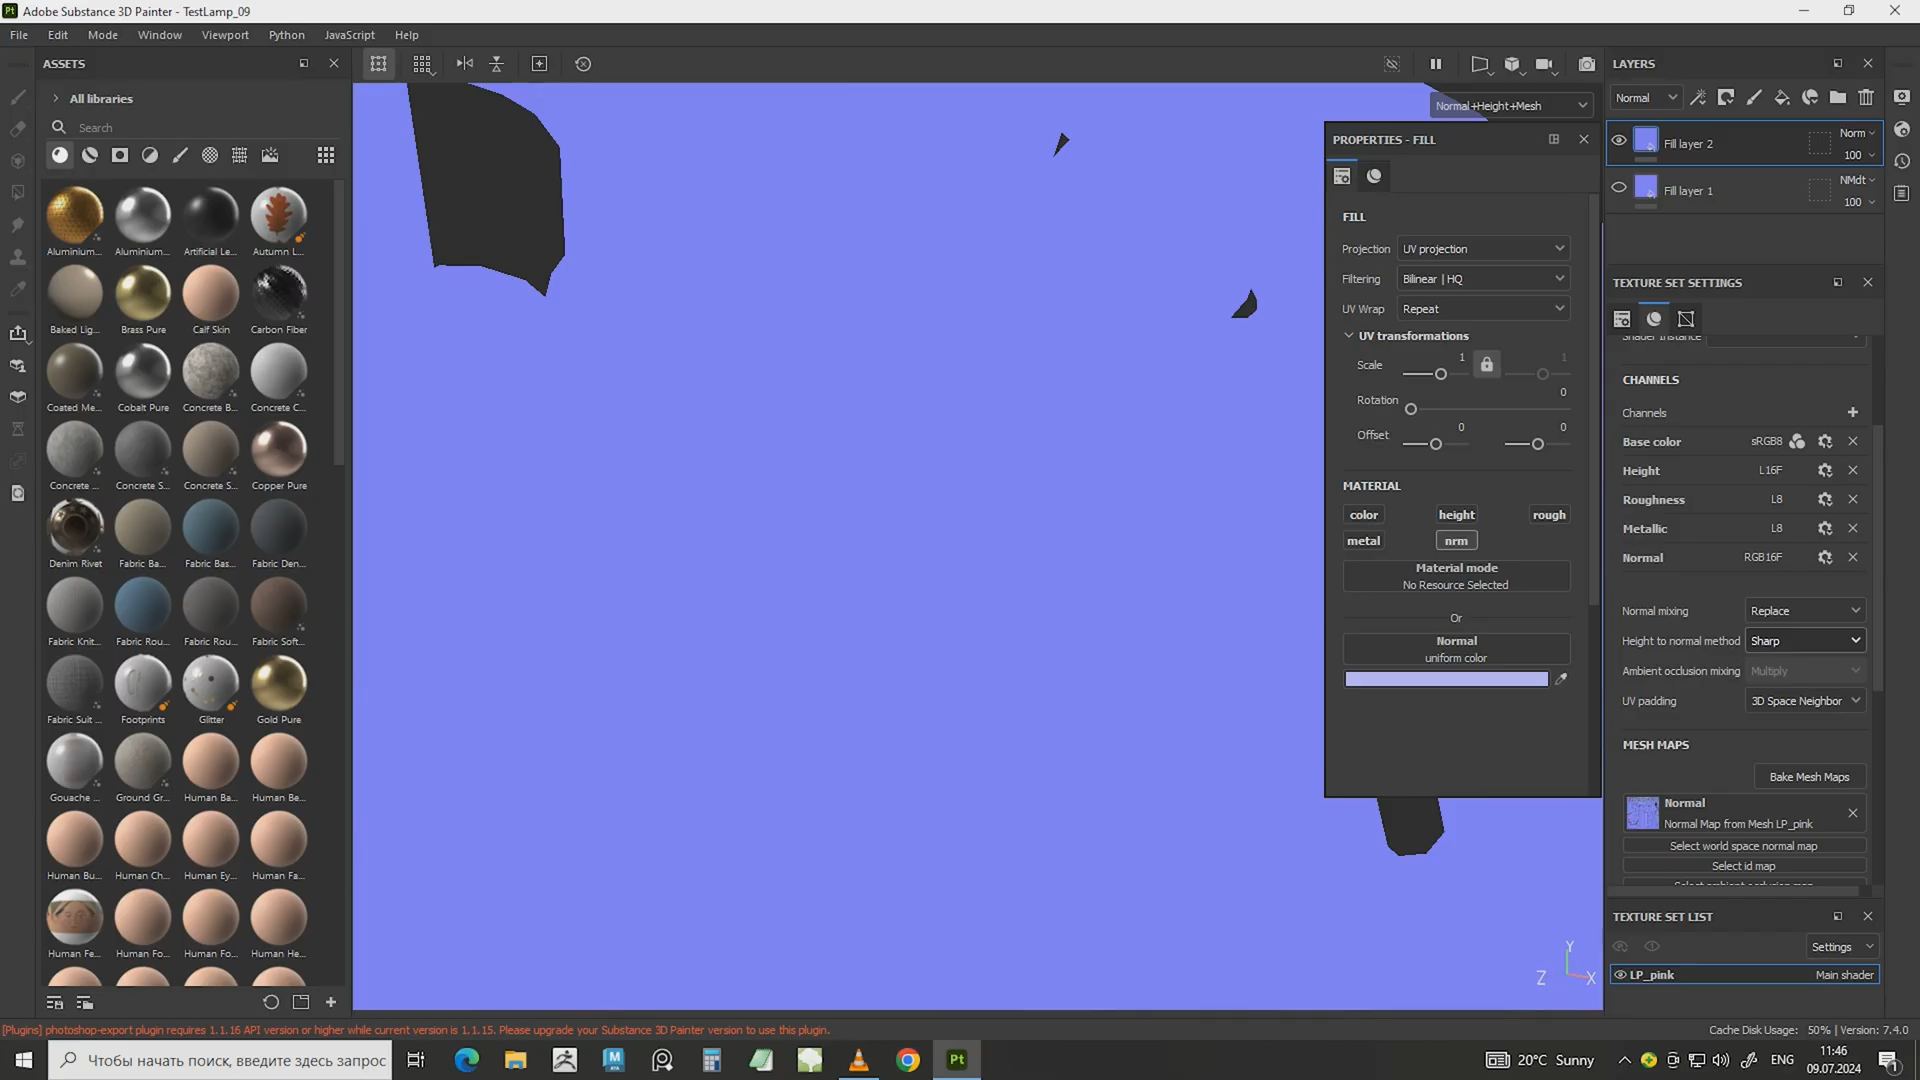 Adobe Substance 3D Painter - TestLamp_09
File Edit Mode Window Viewport Python JavaScript Help
ASSETS
All libraries
Search
Aluminium... Aluminium... Artificial Le... Autumn L...
Baked Lig... Brass Pure Calf Skin Carbon Fiber
Coated Me... Cobalt Pure Concrete B... Concrete C...
Concrete ... Concrete S... Concrete S... Copper Pure
Denim Rivet Fabric Ba... Fabric Bas... Fabric Den...
Fabric Knit... Fabric Rou... Fabric Rou... Fabric Soft...
Fabric Suit ... Footprints Glitter Gold Pure
Gouache ... Ground Gr... Human Ba... Human Be...
Human Bu... Human Ch... Human Ey... Human Fa...
Human Fe... Human Fo... Human Fo... Human He...
Normal+Height+Mesh
PROPERTIES - FILL
FILL
Projection UV projection
Filtering Bilinear | HQ
UV Wrap Repeat
UV transformations
Scale 1 1
Rotation 0
Offset 0 0
MATERIAL
color height rough
metal nrm
Material mode
No Resource Selected
Or
Normal
uniform color
Z Y X
LAYERS
Normal
Fill layer 2 Norm 100
Fill layer 1 NMdt 100
TEXTURE SET SETTINGS
Shader instance
CHANNELS
Channels
Base color sRGB8
Height L16F
Roughness L8
Metallic L8
Normal RGB16F
Normal mixing Replace
Height to normal method Sharp
Ambient occlusion mixing Multiply
UV padding 3D Space Neighbor
MESH MAPS
Bake Mesh Maps
Normal
Normal Map from Mesh LP_pink
Select world space normal map
Select id map
Select ambient occlusion map
TEXTURE SET LIST
Settings
LP_pink Main shader
[Plugins] photoshop-export plugin requires 1.1.16 API version or higher while current version is 1.1.15. Please upgrade your Substance 3D Painter version to use this plugin.
Cache Disk Usage: 50% | Version: 7.4.0
Чтобы начать поиск, введите здесь запрос
20°C Sunny
ENG
11:46
09.07.2024